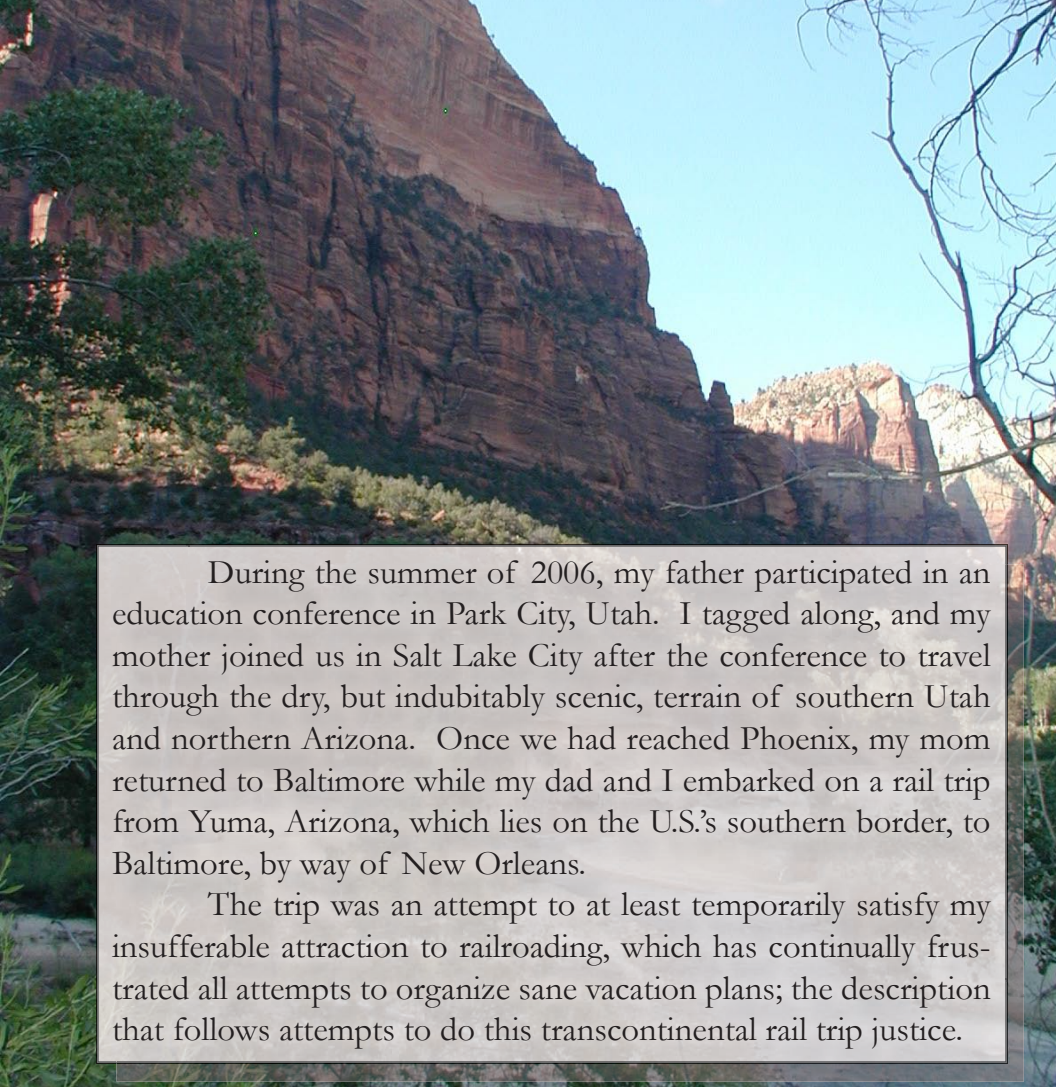 During the summer of 2006, my father participated in an
education conference in Park City, Utah.  I tagged along, and my
mother joined us in Salt Lake City after the conference to travel
through the dry, but indubitably scenic, terrain of southern Utah
and northern Arizona.  Once we had reached Phoenix, my mom
returned to Baltimore while my dad and I embarked on a rail trip
from Yuma, Arizona, which lies on the U.S.'s southern border, to
Baltimore, by way of New Orleans.
The trip was an attempt to at least temporarily satisfy my
insufferable attraction to railroading, which has continually frus-
trated all attempts to organize sane vacation plans; the description
that follows attempts to do this transcontinental rail trip justice.